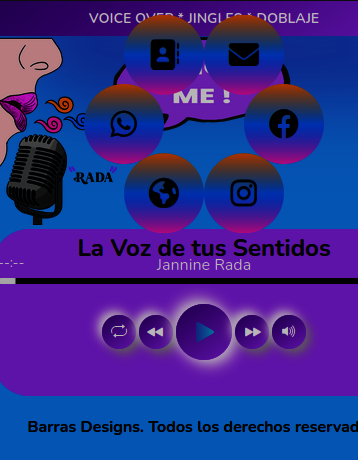 VOICE OVER * JINGLES * DOBLAJE
ME !
"RADA"
La Voz de tus Sentidos
--:--
Jannine Rada
Barras Designs. Todos los derechos reservad